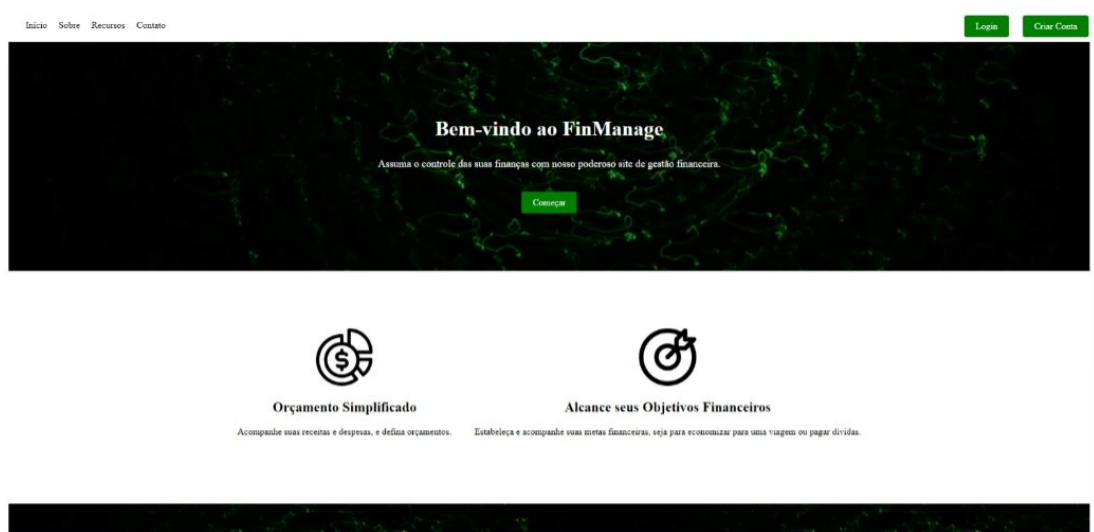 Início Sobre Recursos Contato Login Criar Conta
Bem-vindo ao FinManage
Assuma o controle das suas finanças com nosso poderoso site de gestão financeira.
Começar
$
Orçamento Simplificado
Acompanhe suas receitas e despesas, e defina orçamentos.
Alcance seus Objetivos Financeiros
Estabeleça e acompanhe suas metas financeiras, seja para economizar para uma viagem ou pagar dívidas.